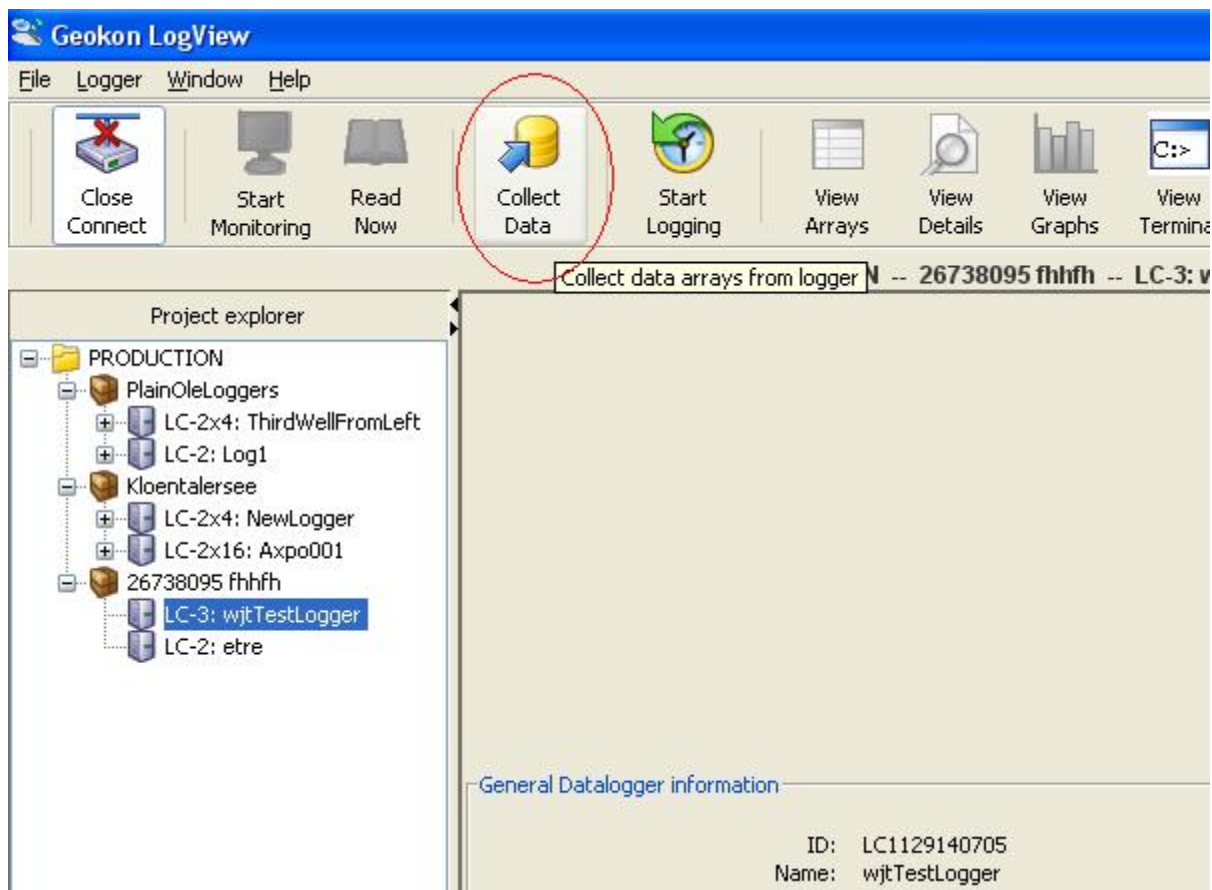 Geokon LogView
File Logger Window Help
Close Connect
Start Monitoring
Read Now
Collect Data
Start Logging
View Arrays
View Details
View Graphs
C:>
View Termina
Collect data arrays from logger
N -- 26738095 fhhfh -- LC-3: w
Project explorer
PRODUCTION
PlainOleLoggers
LC-2x4: ThirdWellFromLeft
LC-2: Log1
Kloentalersee
LC-2x4: NewLogger
LC-2x16: Axpo001
26738095 fhhfh
LC-3: wjtTestLogger
LC-2: etre
General Datalogger information
ID: LC1129140705
Name: wjtTestLogger